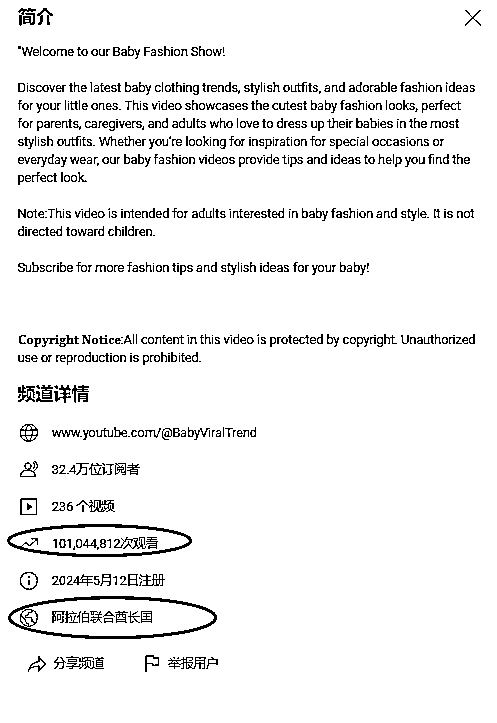 简介
"Welcome to our Baby Fashion Show!
Discover the latest baby clothing trends, stylish outfits, and adorable fashion ideas
for your little ones. This video showcases the cutest baby fashion looks, perfect
for parents, caregivers, and adults who love to dress up their babies in the most
stylish outfits. Whether you're looking for inspiration for special occasions or
everyday wear, our baby fashion videos provide tips and ideas to help you find the
perfect look.
Note:This video is intended for adults interested in baby fashion and style. It is not
directed toward children.
Subscribe for more fashion tips and stylish ideas for your baby!
Copyright Notice:All content in this video is protected by copyright. Unauthorized
use or reproduction is prohibited.
频道详情
www.youtube.com/@BabyViralTrend
32.4万位订阅者
236 个视频
101,044,812次观看
2024年5月12日注册
阿拉伯联合酋长国
分享频道 举报用户